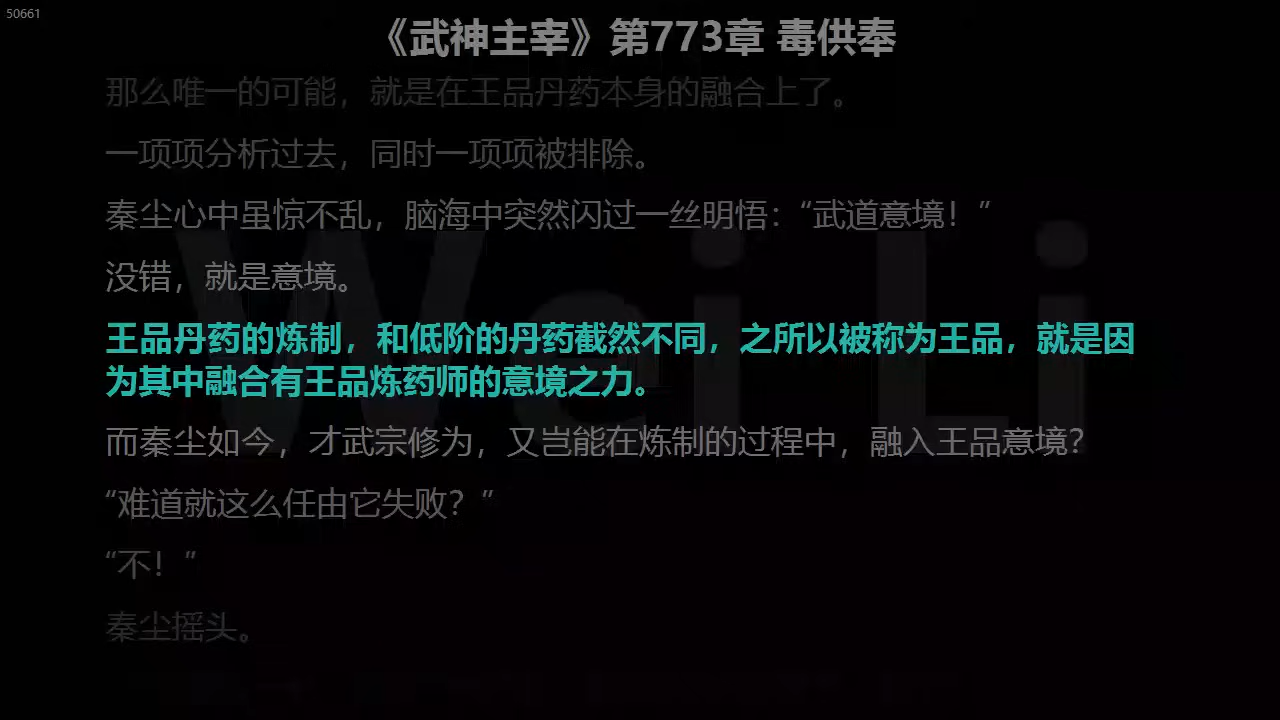 50661
《武神主宰》第773章 毒供奉
那么唯一的可能，就是在王品丹药本身的融合上了。
一项项分析过去，同时一项项被排除。
秦尘心中虽惊不乱，脑海中突然闪过一丝明悟：“武道意境！”
没错，就是意境。
王品丹药的炼制，和低阶的丹药截然不同，之所以被称为王品，就是因
为其中融合有王品炼药师的意境之力。
而秦尘如今，才武宗修为，又岂能在炼制的过程中，融入王品意境？
“难道就这么任由它失败？”
“不！”
秦尘摇头。
Wei Li